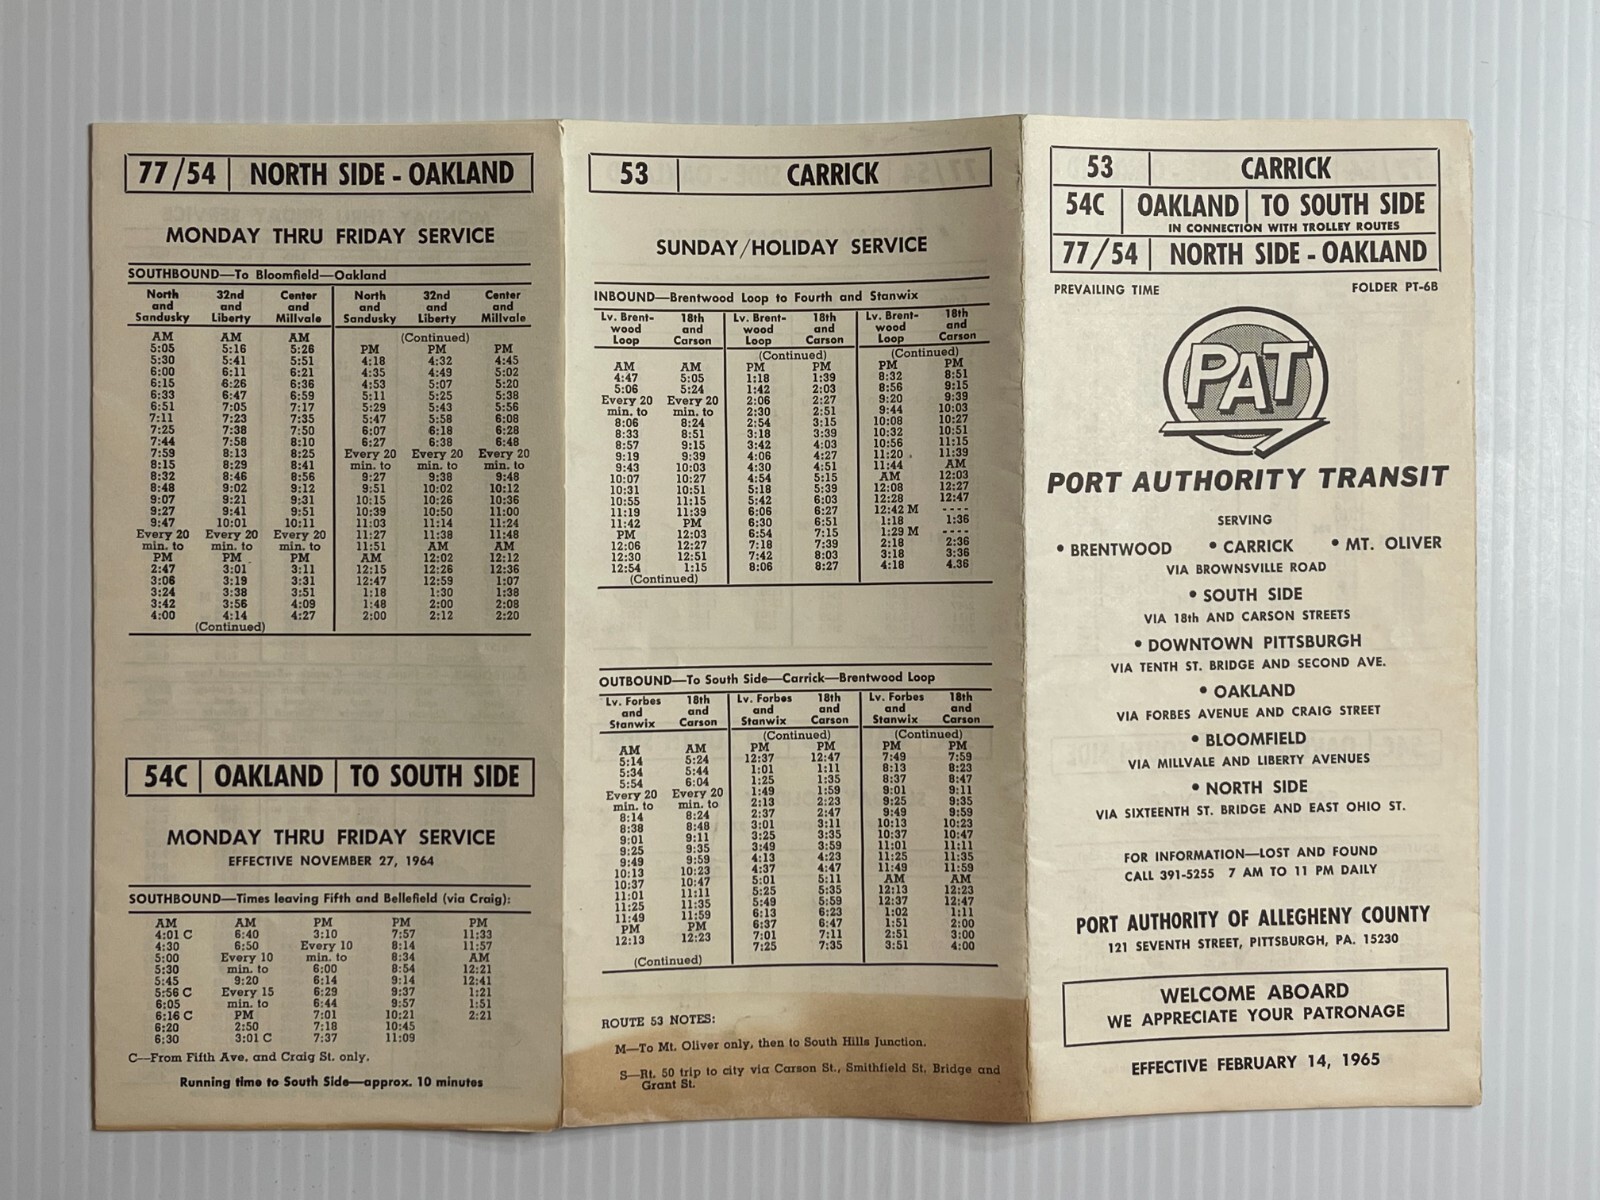 77/54 NORTH SIDE - OAKLAND
MONDAY THRU FRIDAY SERVICE
SOUTHBOUND—To Bloomfield—Oakland
North and Sandusky 32nd and Liberty Center and Millvale North and Sandusky 32nd and Liberty Center and Millvale
AM AM AM (Continued)
5:05 5:16 5:26 PM PM PM
5:30 5:41 5:51 4:18 4:32 4:45
6:00 6:11 6:21 4:35 4:49 5:02
6:15 6:26 6:36 4:53 5:07 5:20
6:33 6:47 6:59 5:11 5:25 5:38
6:51 7:05 7:17 5:29 5:43 5:56
7:11 7:23 7:35 5:47 5:58 6:08
7:25 7:38 7:50 6:07 6:18 6:28
7:44 7:58 8:10 6:27 6:38 6:48
7:59 8:13 8:25 Every 20 Every 20 Every 20
8:15 8:29 8:41 min. to min. to min. to
8:32 8:46 8:56 9:27 9:38 9:48
8:48 9:02 9:12 9:51 10:02 10:12
9:07 9:21 9:31 10:15 10:26 10:36
9:27 9:41 9:51 10:39 10:50 11:00
9:47 10:01 10:11 11:03 11:14 11:24
Every 20 Every 20 Every 20 11:27 11:38 11:48
min. to min. to min. to 11:51 AM AM
PM PM PM AM 12:02 12:12
2:47 3:01 3:11 12:15 12:26 12:36
3:06 3:19 3:31 12:47 12:59 1:07
3:24 3:38 3:51 1:18 1:30 1:38
3:42 3:56 4:09 1:48 2:00 2:08
4:00 4:14 4:27 2:00 2:12 2:20
(Continued)
54C OAKLAND TO SOUTH SIDE
MONDAY THRU FRIDAY SERVICE
EFFECTIVE NOVEMBER 27, 1964
SOUTHBOUND—Times leaving Fifth and Bellefield (via Craig):
AM AM PM PM PM
4:01 C 6:40 3:10 7:57 11:33
4:30 6:50 Every 10 8:14 11:57
5:00 Every 10 min. to 8:34 AM
5:30 min. to 6:00 8:54 12:21
5:45 9:20 6:14 9:14 12:41
5:56 C Every 15 6:29 9:37 1:21
6:05 min. to 6:44 9:57 1:51
6:16 C PM 7:01 10:21 2:21
6:20 2:50 7:18 10:45
6:30 3:01 C 7:37 11:09
C—From Fifth Ave. and Craig St. only.
Running time to South Side—approx. 10 minutes
53 CARRICK
SUNDAY/HOLIDAY SERVICE
INBOUND—Brentwood Loop to Fourth and Stanwix
Lv. Brent-wood Loop 18th and Carson Lv. Brent-wood Loop 18th and Carson Lv. Brent-wood Loop 18th and Carson
(Continued) (Continued)
AM AM PM PM PM PM
4:47 5:05 1:18 1:39 8:32 8:51
5:06 5:24 1:42 2:03 8:56 9:15
Every 20 Every 20 2:06 2:27 9:20 9:39
min. to min. to 2:30 2:51 9:44 10:03
8:06 8:24 2:54 3:15 10:08 10:27
8:33 8:51 3:18 3:39 10:32 10:51
8:57 9:15 3:42 4:03 10:56 11:15
9:19 9:39 4:06 4:27 11:20 11:39
9:43 10:03 4:30 4:51 11:44 AM
10:07 10:27 4:54 5:15 AM 12:03
10:31 10:51 5:18 5:39 12:08 12:27
10:55 11:15 5:42 6:03 12:28 12:47
11:19 11:39 6:06 6:27 12:42 M ----
11:42 PM 6:30 6:51 1:18 1:36
PM 12:03 6:54 7:15 1:29 M ----
12:06 12:27 7:18 7:39 2:18 2:36
12:30 12:51 7:42 8:03 3:18 3:36
12:54 1:15 8:06 8:27 4:18 4.36
(Continued)
OUTBOUND—To South Side—Carrick—Brentwood Loop
Lv. Forbes and Stanwix 18th and Carson Lv. Forbes and Stanwix 18th and Carson Lv. Forbes and Stanwix 18th and Carson
(Continued) (Continued)
AM AM PM PM PM PM
5:14 5:24 12:37 12:47 7:49 7:59
5:34 5:44 1:01 1:11 8:13 8:23
5:54 6:04 1:25 1:35 8:37 8:47
Every 20 Every 20 1:49 1:59 9:01 9:11
min. to min. to 2:13 2:23 9:25 9:35
8:14 8:24 2:37 2:47 9:49 9:59
8:38 8:48 3:01 3:11 10:13 10:23
9:01 9:11 3:25 3:35 10:37 10:47
9:25 9:35 3:49 3:59 11:01 11:11
9:49 9:59 4:13 4:23 11:25 11:35
10:13 10:23 4:37 4:47 11:49 11:59
10:37 10:47 5:01 5:11 AM AM
11:01 11:11 5:25 5:35 12:13 12:23
11:25 11:35 5:49 5:59 12:37 12:47
11:49 11:59 6:13 6:23 1:02 1:11
PM PM 6:37 6:47 1:51 2:00
12:13 12:23 7:01 7:11 2:51 3:00
7:25 7:35 3:51 4:00
(Continued)
ROUTE 53 NOTES:
M—To Mt. Oliver only, then to South Hills Junction.
S—Rt. 50 trip to city via Carson St., Smithfield St. Bridge and
Grant St.
53 CARRICK
54C OAKLAND TO SOUTH SIDE
IN CONNECTION WITH TROLLEY ROUTES
77/54 NORTH SIDE - OAKLAND
PREVAILING TIME FOLDER PT-6B
PAT
PORT AUTHORITY TRANSIT
SERVING
• BRENTWOOD • CARRICK • MT. OLIVER
VIA BROWNSVILLE ROAD
• SOUTH SIDE
VIA 18th AND CARSON STREETS
• DOWNTOWN PITTSBURGH
VIA TENTH ST. BRIDGE AND SECOND AVE.
• OAKLAND
VIA FORBES AVENUE AND CRAIG STREET
• BLOOMFIELD
VIA MILLVALE AND LIBERTY AVENUES
• NORTH SIDE
VIA SIXTEENTH ST. BRIDGE AND EAST OHIO ST.
FOR INFORMATION—LOST AND FOUND
CALL 391-5255 7 AM TO 11 PM DAILY
PORT AUTHORITY OF ALLEGHENY COUNTY
121 SEVENTH STREET, PITTSBURGH, PA. 15230
WELCOME ABOARD
WE APPRECIATE YOUR PATRONAGE
EFFECTIVE FEBRUARY 14, 1965